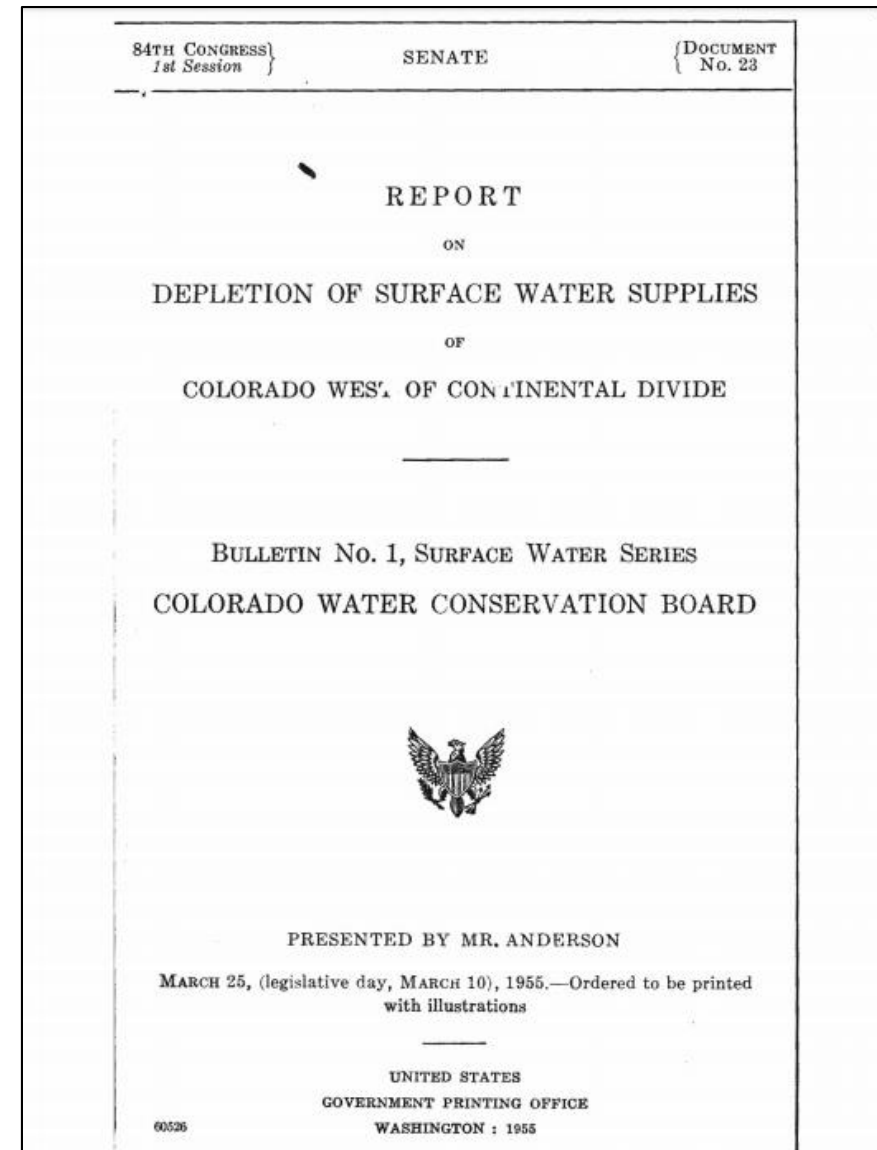 84TH CONGRESS
1st Session
SENATE
DOCUMENT
No. 23
REPORT
ON
DEPLETION OF SURFACE WATER SUPPLIES
OF
COLORADO WEST OF CONTINENTAL DIVIDE
BULLETIN No. 1, SURFACE WATER SERIES
COLORADO WATER CONSERVATION BOARD
PRESENTED BY MR. ANDERSON
MARCH 25, (legislative day, MARCH 10), 1955.—Ordered to be printed
with illustrations
UNITED STATES
GOVERNMENT PRINTING OFFICE
60526
WASHINGTON : 1955